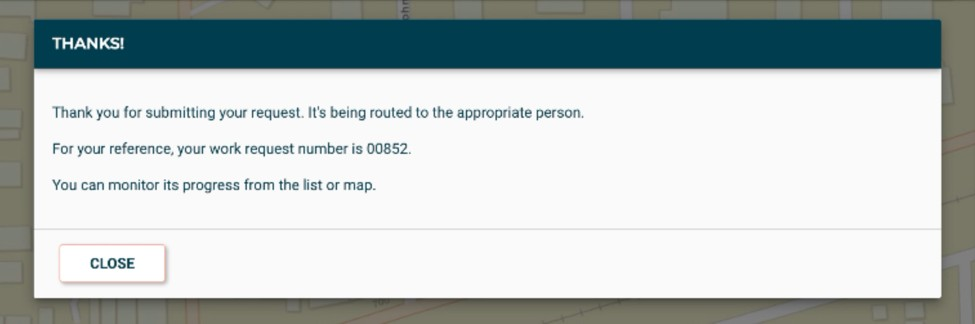 THANKS!
Thank you for submitting your request. It's being routed to the appropriate person.
For your reference, your work request number is 00852.
You can monitor its progress from the list or map.
CLOSE